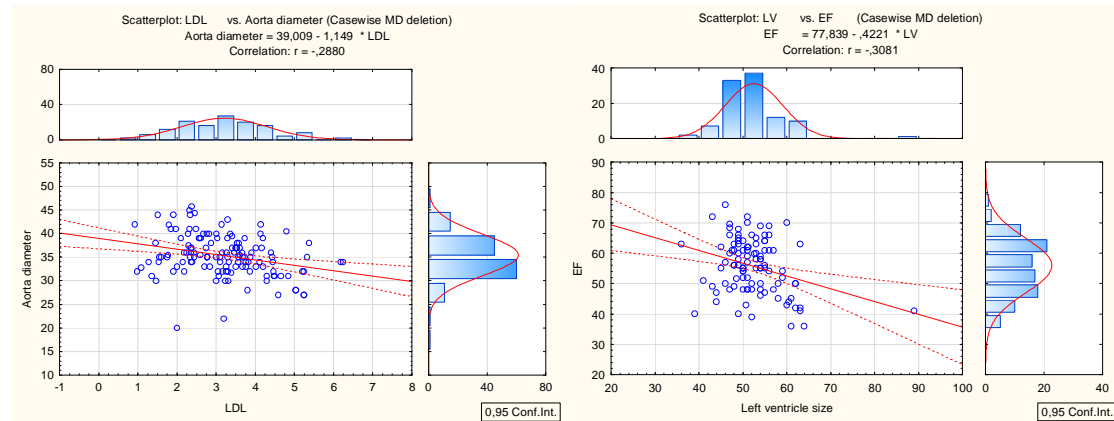 Scatterplot: LDL vs. Aorta diameter (Casewise MD deletion)
Aorta diameter = 39,009 - 1,149 * LDL
Correlation: r = -,2880
80
40
0
55
50
45
40
35
30
25
20
15
10
Aorta diameter
-1 0 1 2 3 4 5 6 7 8
LDL
0 40 80
0,95 Conf.Int.
Scatterplot: LV vs. EF (Casewise MD deletion)
EF = 77,839 - ,4221 * LV
Correlation: r = -,3081
40
20
0
90
80
70
60
50
40
30
20
EF
20 30 40 50 60 70 80 90 100
Left ventricle size
0 20 40
0,95 Conf.Int.